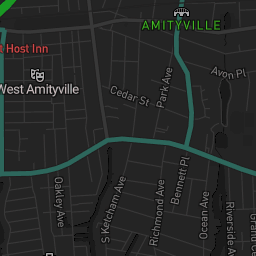 AMITYVILLE
t Host Inn
Avon Pl
West Amityville
Park Ave
Cedar St
Oakley Ave
S Ketcham Ave
Richmond Ave
Bennett Pl
Ocean Ave
Riverside A
Grand C